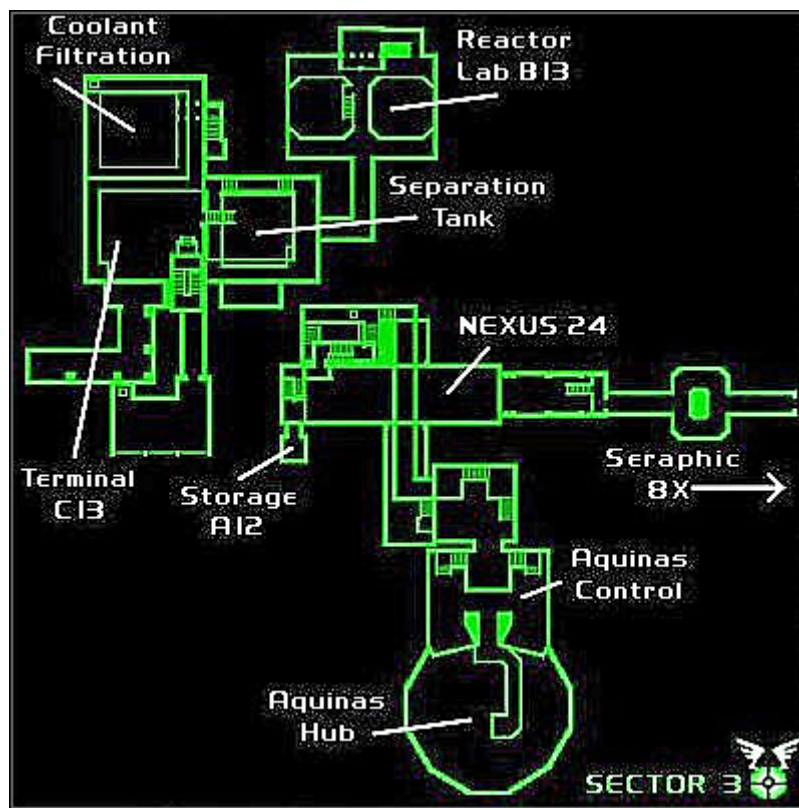 Coolant
Filtration
Reactor
Lab B13
Separation
Tank
NEXUS 24
Terminal
C13
Storage
A12
Seraphic
8X
Aquinas
Control
Aquinas
Hub
SECTOR 3